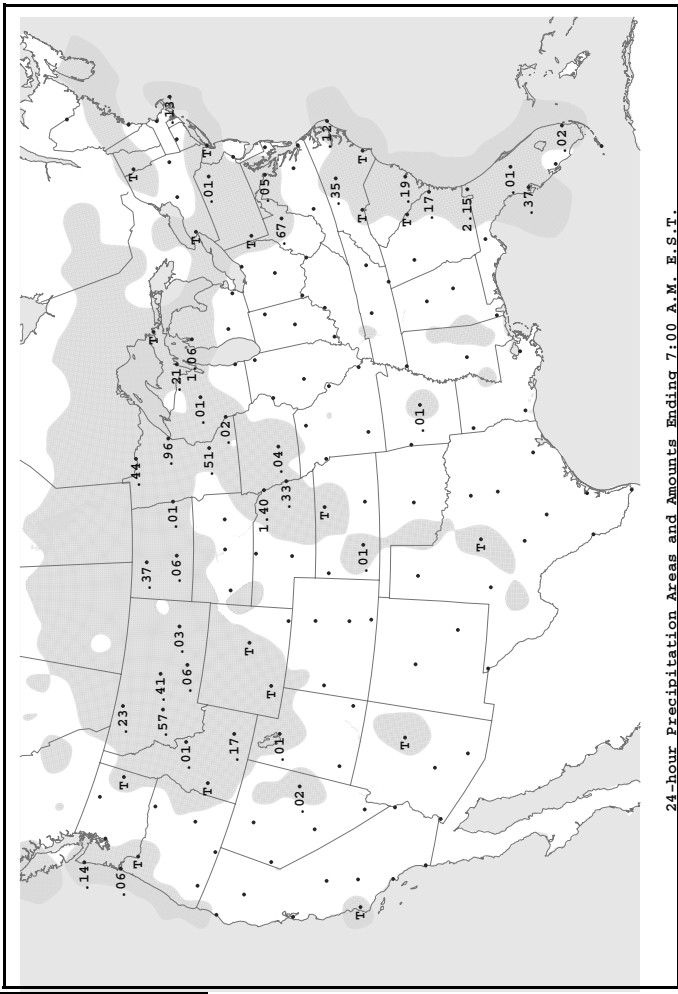 .14
.06
T
.23
T
T
.44
.37
T
.57
.41
.96
.13
.01
.06
.21
.03
.01
.06
1.06
T
.01
T
T
.51
.01
.02
.17
T
T
1.40
.05
T
.04
.01
.33
.67
.02
T
.35
.12
T
T
T
.01
T
T
.19
.01
.17
2.15
T
.01
.37
.02
24-hour Precipitation Areas and Amounts Ending 7:00 A.M. E.S.T.